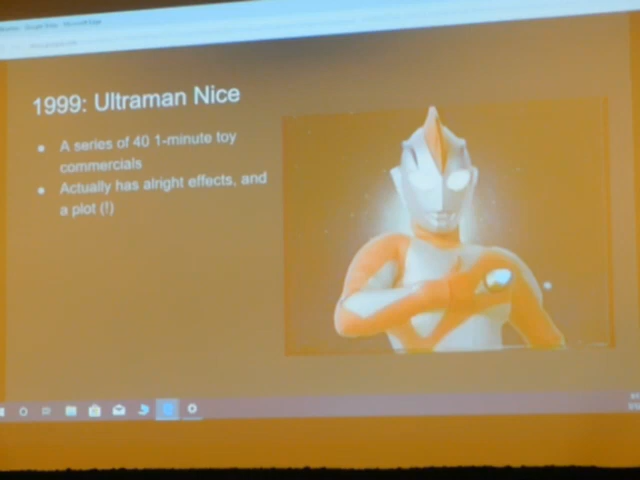 1999: Ultraman Nice
● A series of 40 1-minute toy
commercials
● Actually has alright effects, and
a plot (!)